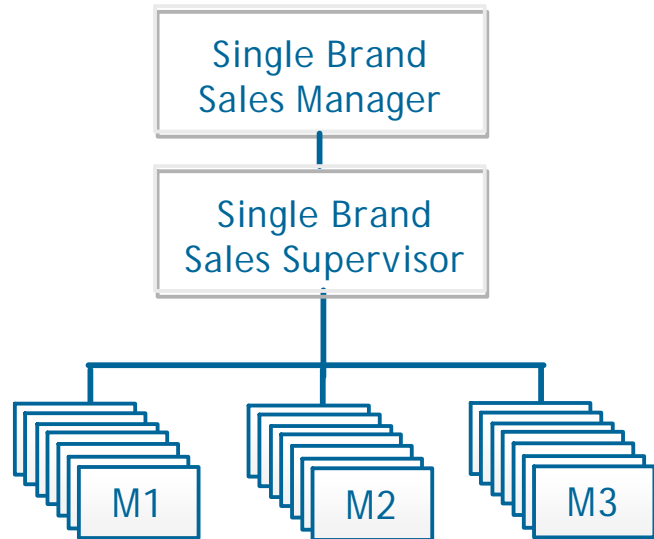 Single Brand
Sales Manager
Single Brand
Sales Supervisor
M1
M2
M3